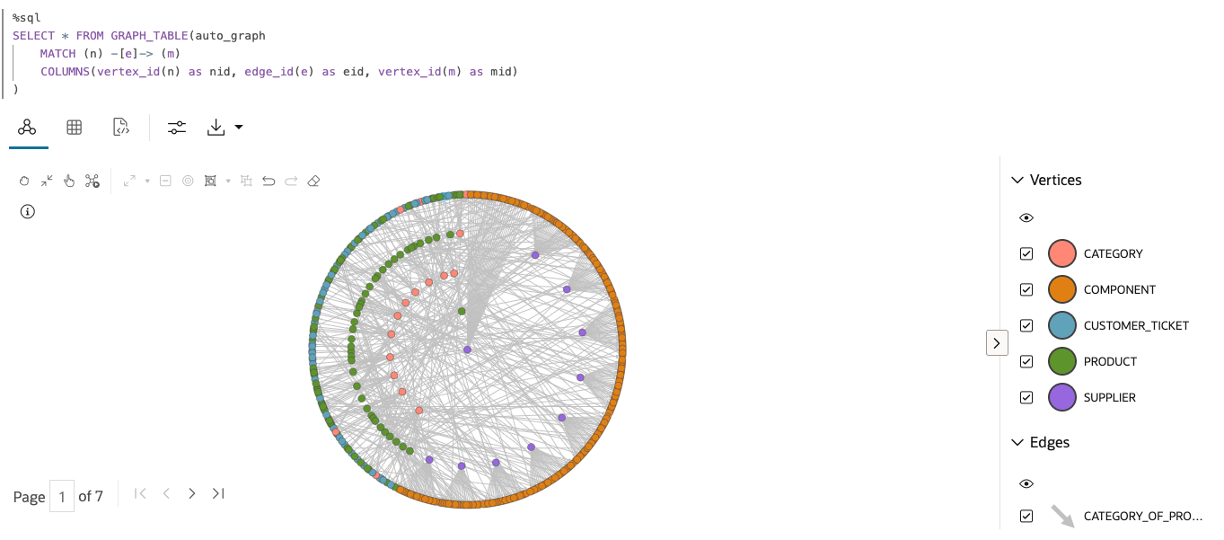 %sql
SELECT * FROM GRAPH_TABLE(auto_graph
MATCH (n) -[e]-> (m)
COLUMNS(vertex_id(n) as nid, edge_id(e) as eid, vertex_id(m) as mid)
)
Vertices
CATEGORY
COMPONENT
CUSTOMER_TICKET
PRODUCT
SUPPLIER
Edges
CATEGORY_OF_PRO...
Page 1 of 7